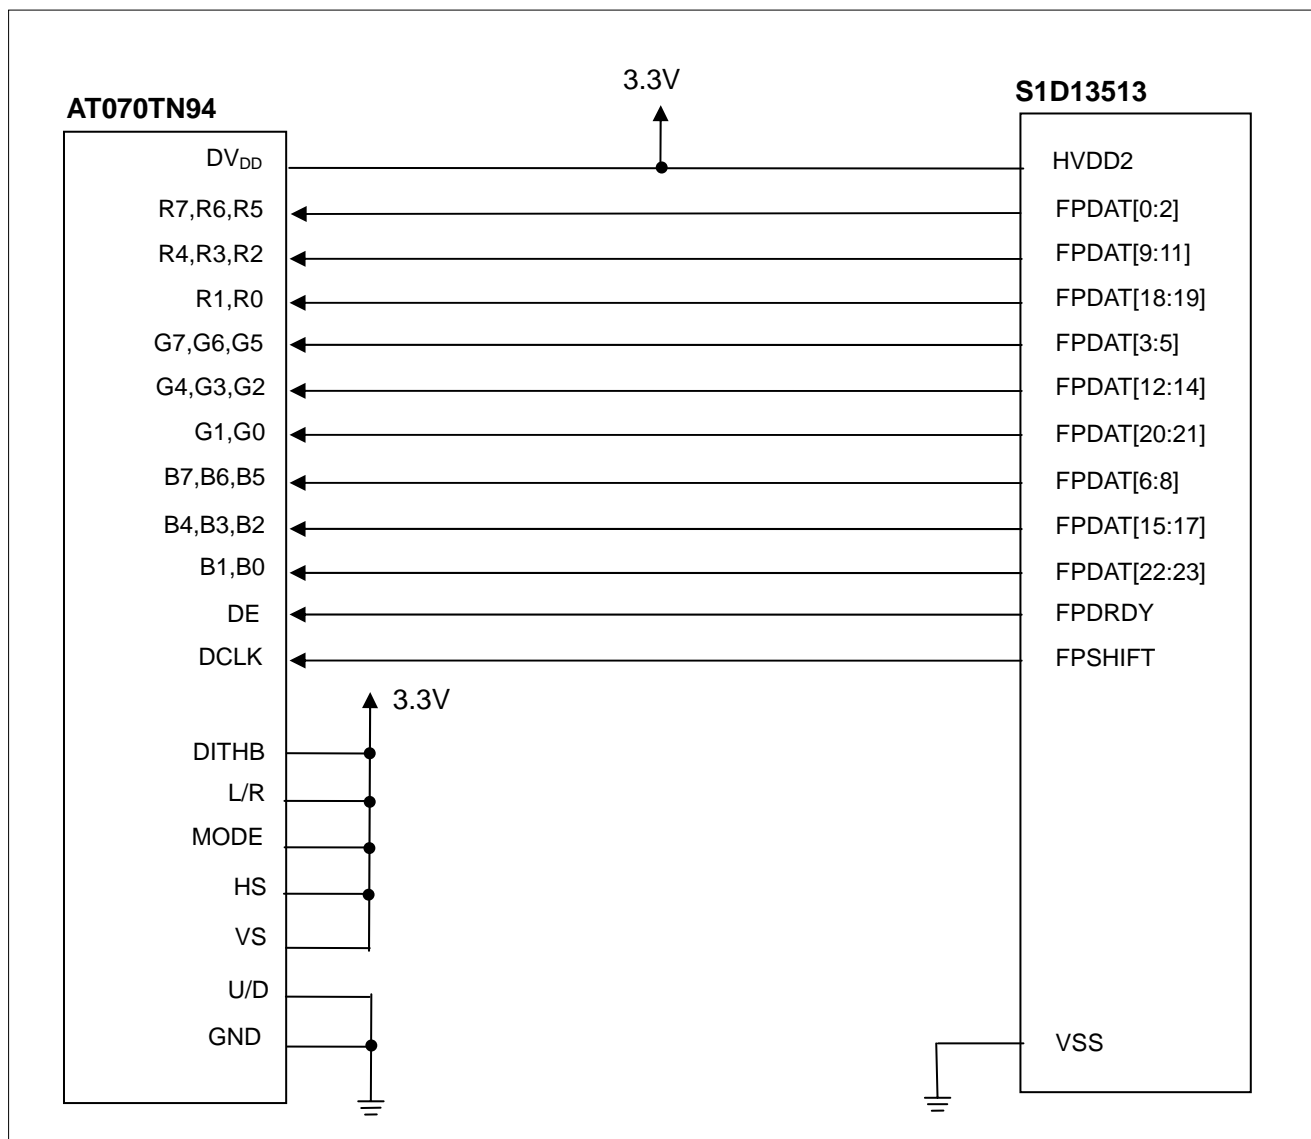 3.3V
AT070TN94
S1D13513
DVDD
HVDD2
R7,R6,R5
FPDAT[0:2]
R4,R3,R2
FPDAT[9:11]
R1,R0
FPDAT[18:19]
G7,G6,G5
FPDAT[3:5]
G4,G3,G2
FPDAT[12:14]
G1,G0
FPDAT[20:21]
B7,B6,B5
FPDAT[6:8]
B4,B3,B2
FPDAT[15:17]
B1,B0
FPDAT[22:23]
DE
FPDRDY
DCLK
FPSHIFT
3.3V
DITHB
L/R
MODE
HS
VS
U/D
GND
VSS